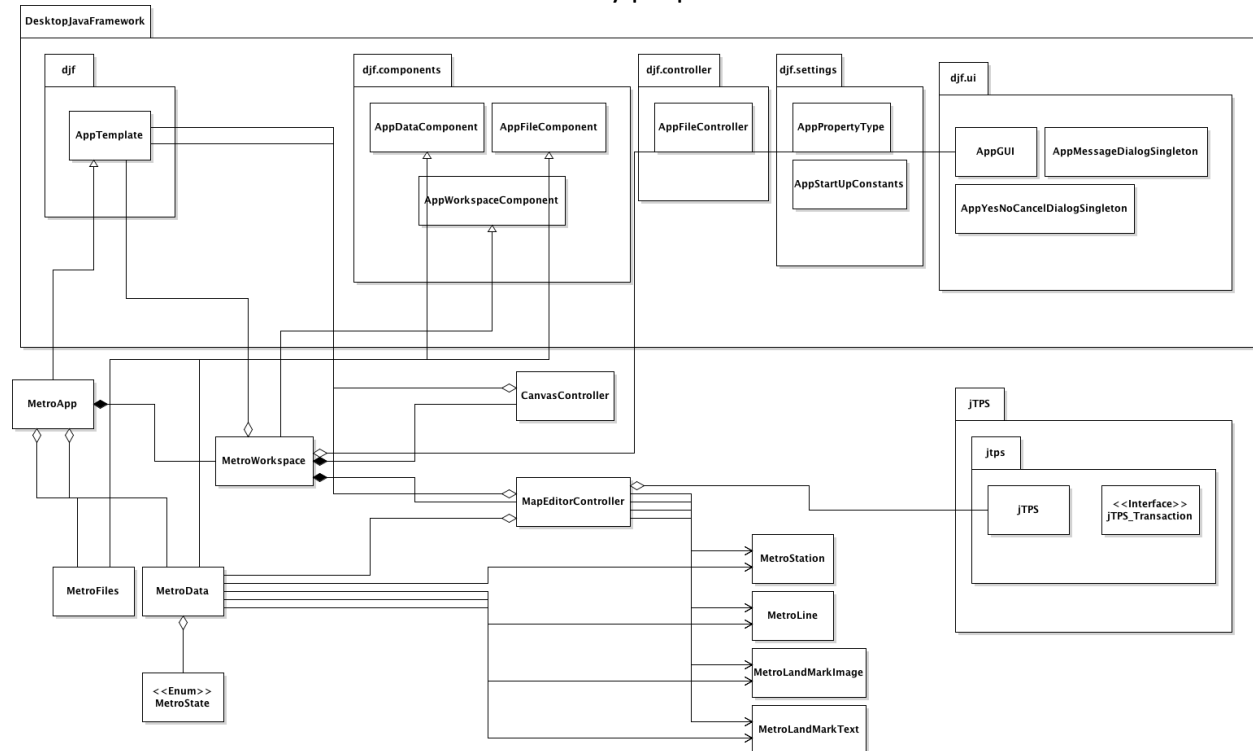 DesktopJavaFramework
djf
djf.components
djf.controller
djf.settings
djf.ui
AppTemplate
AppDataComponent
AppFileComponent
AppFileController
AppPropertyType
AppGUI
AppMessageDialogSingleton
AppWorkspaceComponent
AppStartUpConstants
AppYesNoCancelDialogSingleton
MetroApp
CanvasController
jTPS
MetroWorkspace
jtps
MapEditorController
jTPS
<<Interface>>
jTPS_Transaction
MetroStation
MetroFiles
MetroData
MetroLine
MetroLandMarkImage
<<Enum>>
MetroState
MetroLandMarkText